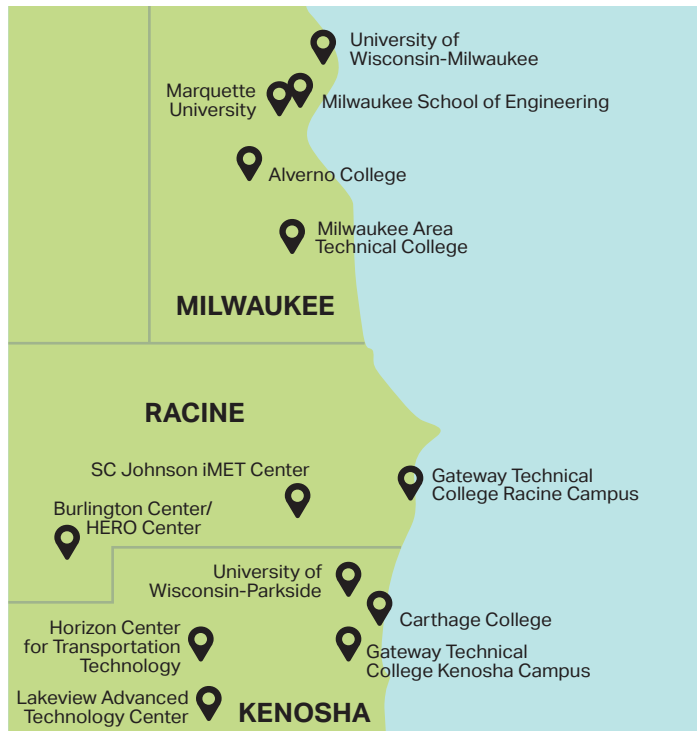 University of
Wisconsin-Milwaukee
Marquette
University
Milwaukee School of Engineering
Alverno College
Milwaukee Area
Technical College
MILWAUKEE
RACINE
SC Johnson iMET Center
Gateway Technical
College Racine Campus
Burlington Center/
HERO Center
University of
Wisconsin-Parkside
Carthage College
Horizon Center
for Transportation
Technology
Gateway Technical
College Kenosha Campus
Lakeview Advanced
Technology Center
KENOSHA